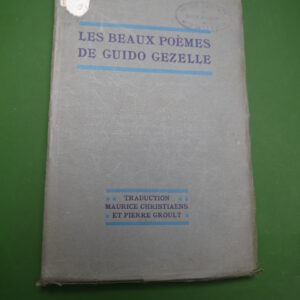 LES BEAUX POÈMES
DE GUIDO GEZELLE
TRADUCTION
MAURICE CHRISTIAENS
ET PIERRE GROULT